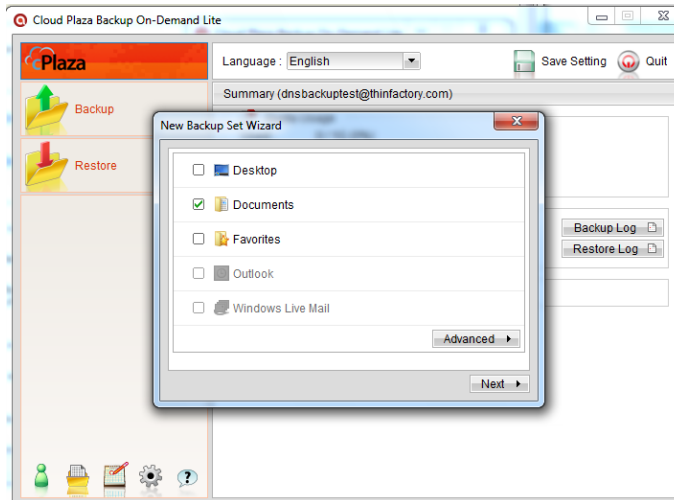 Cloud Plaza Backup On-Demand Lite
cPlaza
Language : English
Save Setting
Quit
Backup
Restore
Summary (dnsbackuptest@thinfactory.com)
New Backup Set Wizard
Desktop
Documents
Favorites
Outlook
Windows Live Mail
Advanced
Next
Backup Log
Restore Log